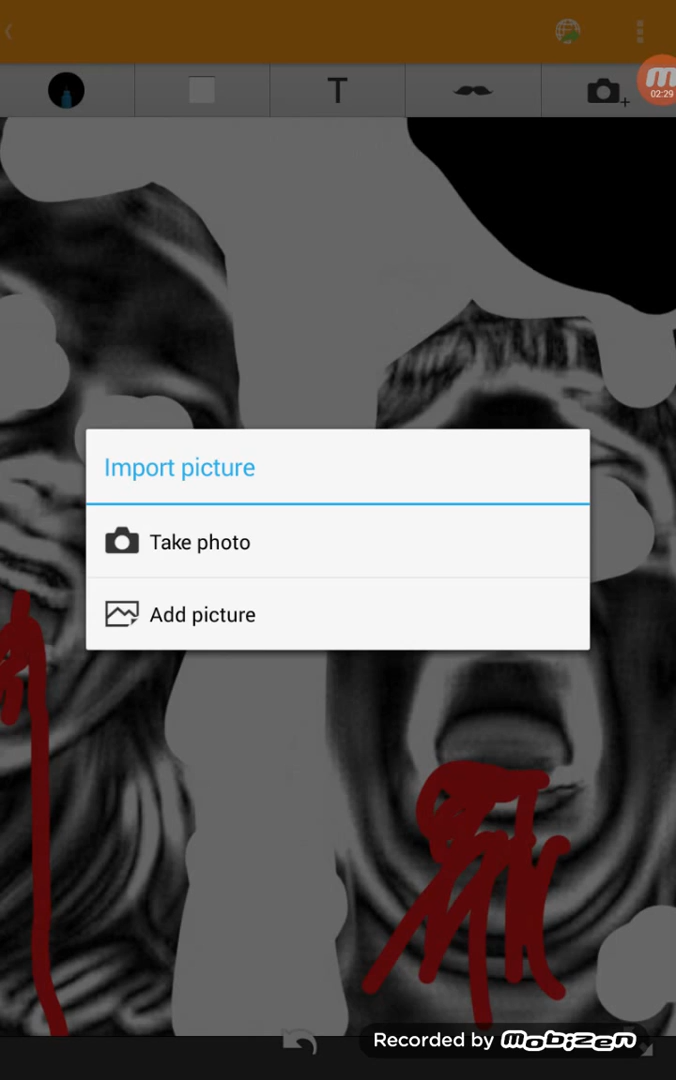 T
02:29
Import picture
Take photo
Add picture
Recorded by mobizen